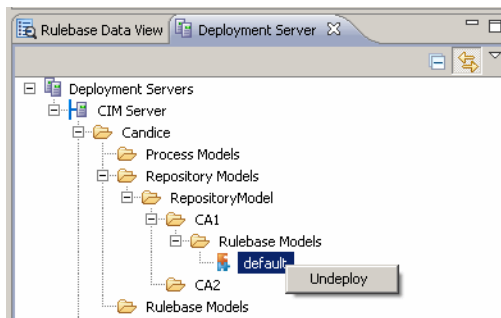 Rulebase Data View Deployment Server
Deployment Servers
CIM Server
Candice
Process Models
Repository Models
RepositoryModel
CA1
Rulebase Models
default
Undeploy
CA2
Rulebase Models